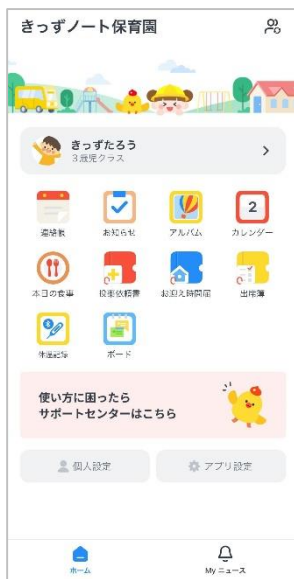 きっずノート保育園
きっずたろう
3歳児クラス
連絡帳
お知らせ
アルバム
2
カレンダー
本日の食事
投薬依頼書
お迎え時間届
出席簿
体温記録
ボード
使い方に困ったら
サポートセンターはこちら
個人設定
アプリ設定
ホーム
My ニュース